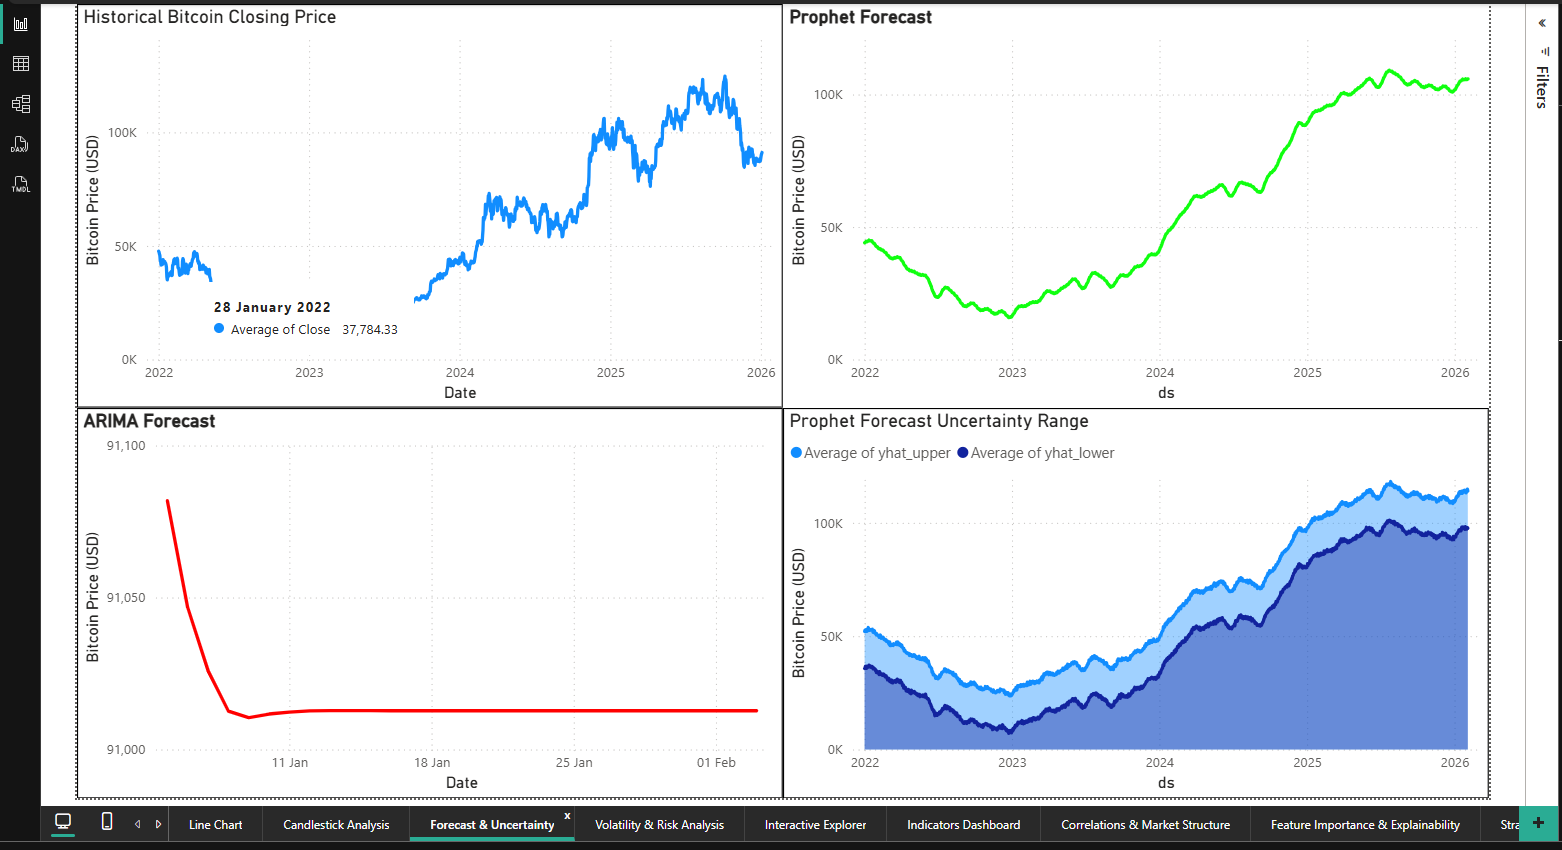 Historical Bitcoin Closing Price
Bitcoin Price (USD)
100K
50K
0K
2022
2023
2024
2025
2026
Date
28 January 2022
Average of Close 37,784.33
Prophet Forecast
Bitcoin Price (USD)
100K
50K
0K
2022
2023
2024
2025
2026
ds
ARIMA Forecast
Bitcoin Price (USD)
91,100
91,050
91,000
11 Jan
18 Jan
25 Jan
01 Feb
Date
Prophet Forecast Uncertainty Range
Average of yhat_upper
Average of yhat_lower
Bitcoin Price (USD)
100K
50K
0K
2022
2023
2024
2025
2026
ds
Filters
DAX
TMDL
Line Chart
Candlestick Analysis
Forecast & Uncertainty
x
Volatility & Risk Analysis
Interactive Explorer
Indicators Dashboard
Correlations & Market Structure
Feature Importance & Explainability
Stra
+